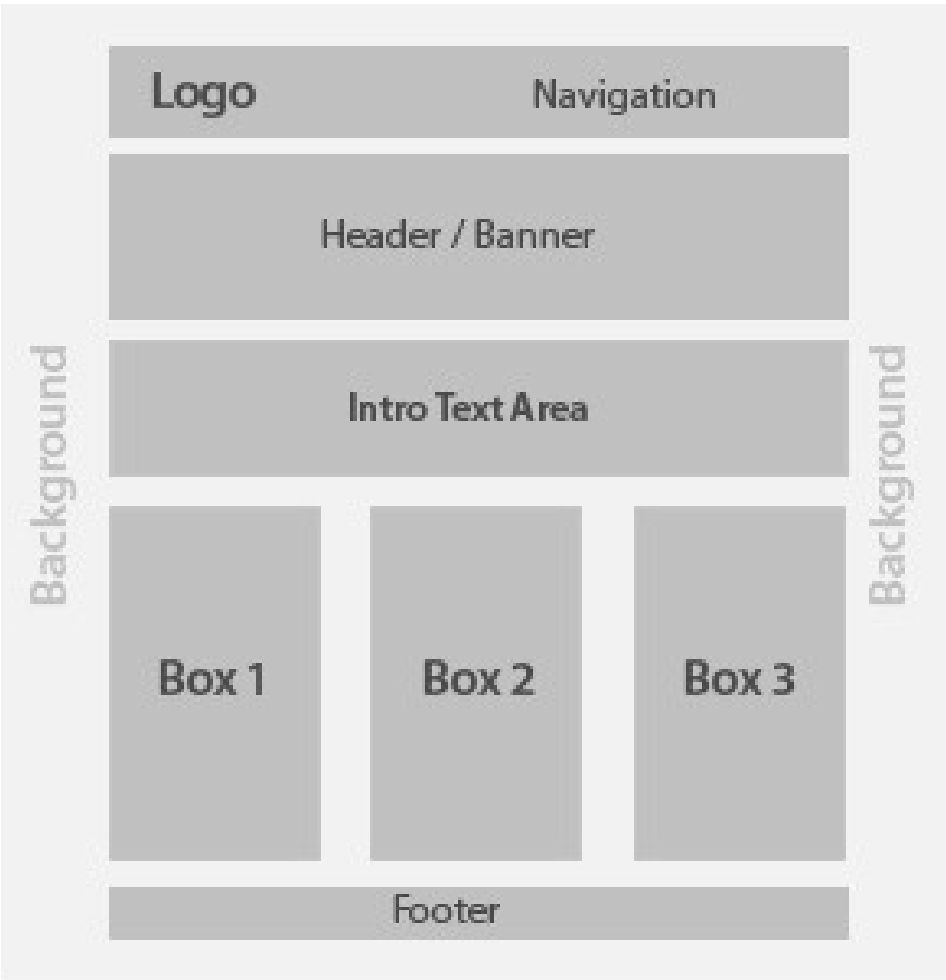 Logo
Navigation
Header / Banner
Background
Intro Text Area
Background
Box 1
Box 2
Box 3
Footer